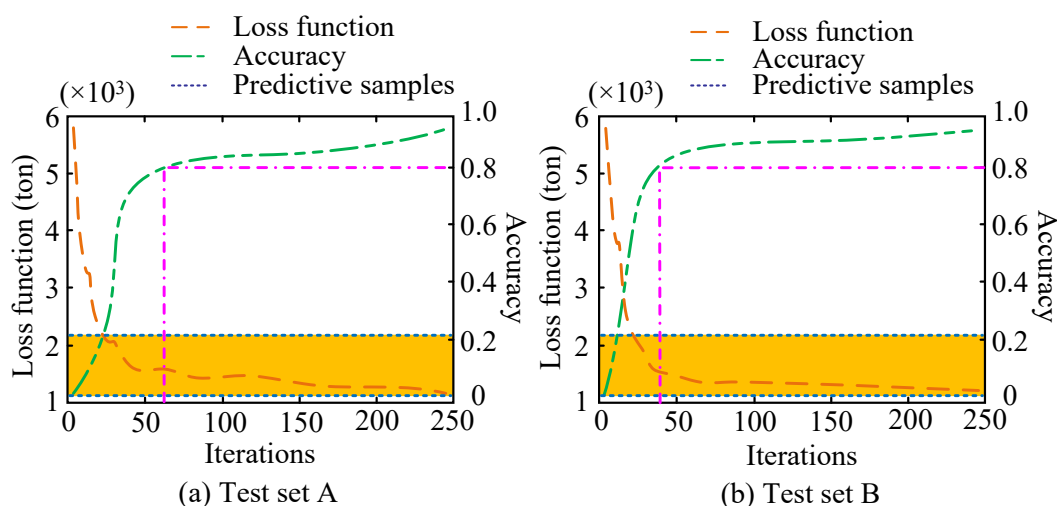 Loss function
Accuracy
Predictive samples
(×10³)
6
5
4
3
2
1
Loss function (ton)
1.0
0.8
0.6
0.4
0.2
0
Accuracy
0 50 100 150 200 250
Iterations
(a) Test set A
Loss function
Accuracy
Predictive samples
(×10³)
6
5
4
3
2
1
Loss function (ton)
1.0
0.8
0.6
0.4
0.2
0
Accuracy
0 50 100 150 200 250
Iterations
(b) Test set B